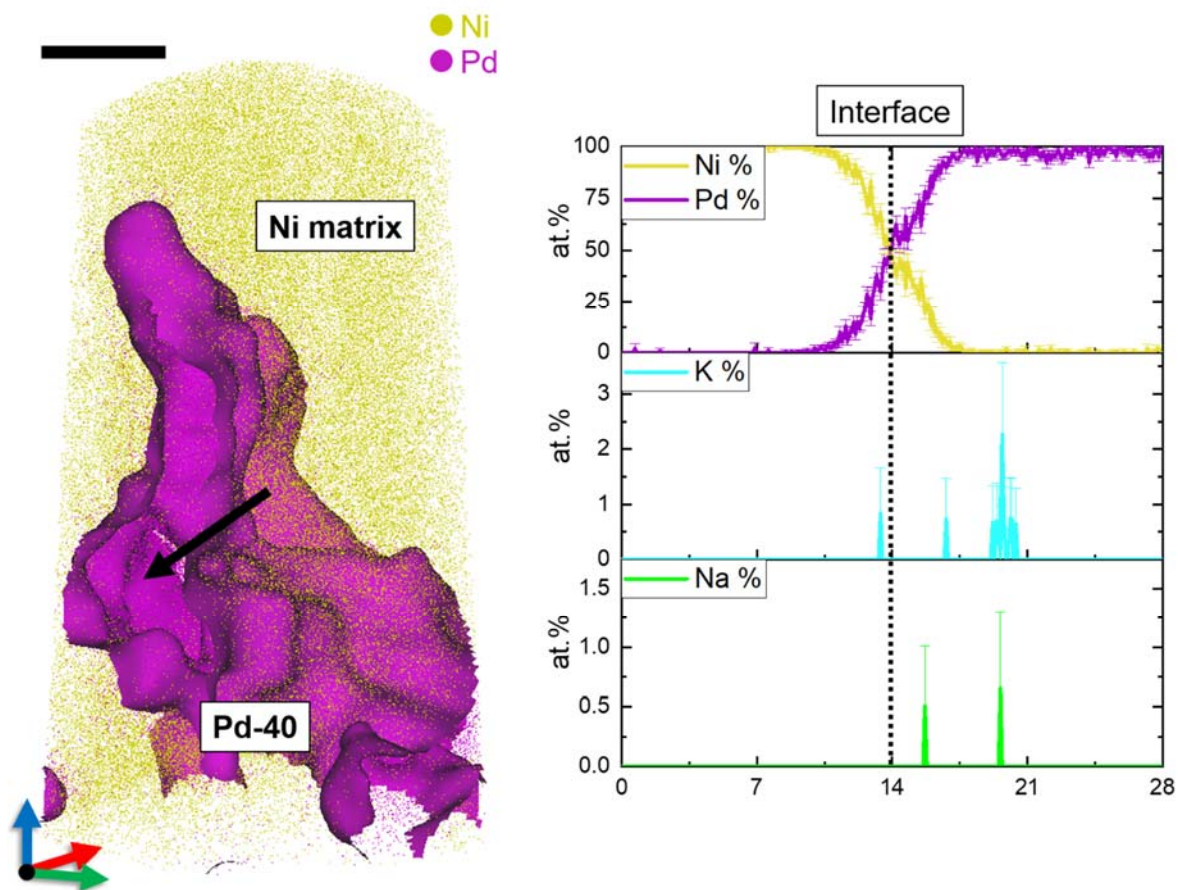 Ni
Pd
Ni matrix
Pd-40
Interface
100
75
50
25
0
at.%
Ni %
Pd %
3
2
1
0
at.%
K %
1.5
1.0
0.5
0.0
at.%
Na %
0 7 14 21 28